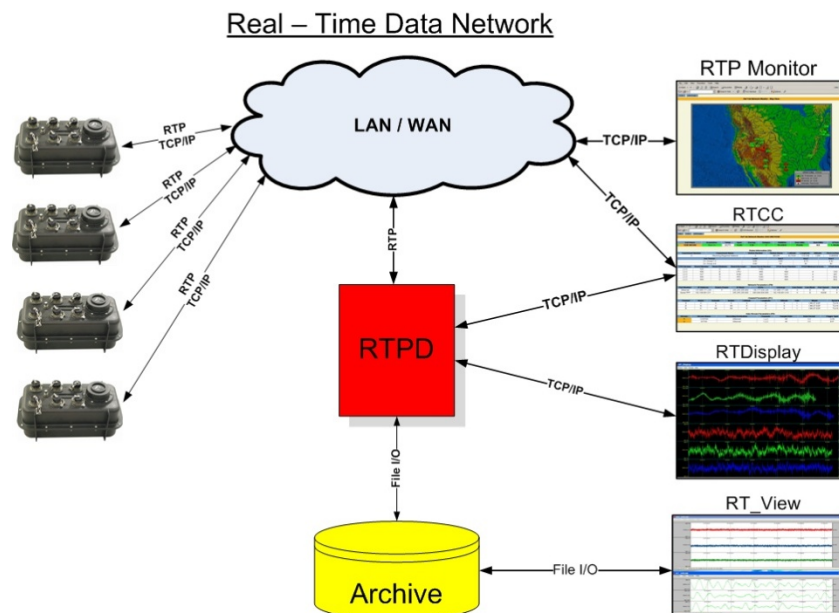 Real – Time Data Network
RTP Monitor
LAN / WAN
RTP
TCP/IP
RTP
TCP/IP
RTP
TCP/IP
RTP
TCP/IP
TCP/IP
TCP/IP
RTCC
RTP
TCP/IP
RTPD
RTDisplay
TCP/IP
File I/O
RT_View
Archive
File I/O